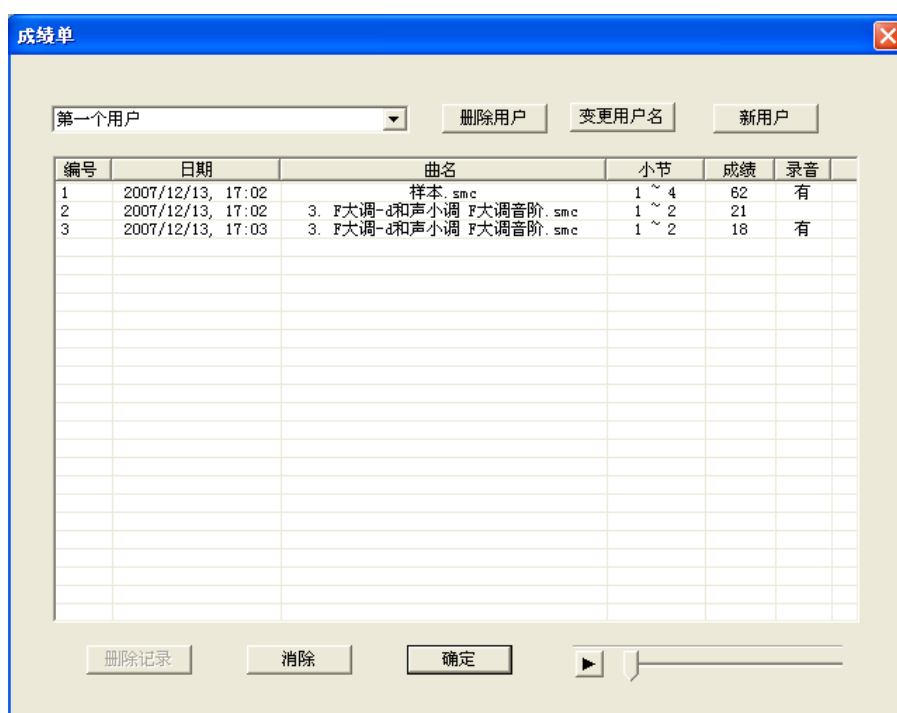 成绩单
第一个用户 删除用户 变更用户名 新用户
编号 日期 曲名 小节 成绩 录音
1 2007/12/13, 17:02 样本.smc 1 ~ 4 62 有
2 2007/12/13, 17:02 3. F大调-d和声小调 F大调音阶.smc 1 ~ 2 21
3 2007/12/13, 17:03 3. F大调-d和声小调 F大调音阶.smc 1 ~ 2 18 有
删除记录 消除 确定